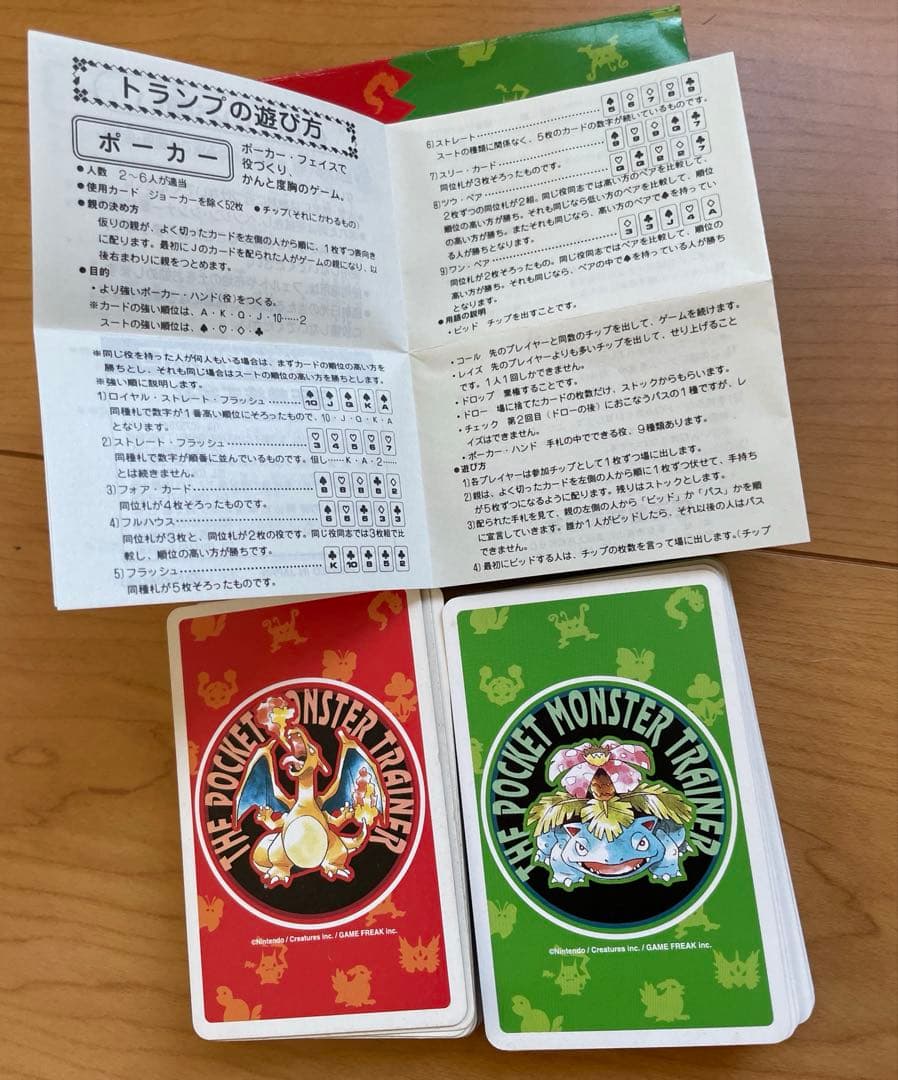 トランプの遊び方
ポーカー
ポーカー・フェイスで
役づくり、
かんと度胸のゲーム。
●人数 2〜6人が適当
●使用カード ジョーカーを除く52枚 ●チップ(それにかわるもの)
●親の決め方
仮りの親が、よく切ったカードを左側の人から順に、1枚ずつ表向き
に配ります。最初にJのカードを配られた人がゲームの親になり、以
後右まわりに親をつとめます。
●目的
・より強いポーカー・ハンド(役)をつくる。
※カードの強い順位は、A・K・Q・J・10……2
スートの順位は、♠・♡・◇・♣
※同じ役を持った人が何人もいる場合は、まずカードの順位の高い方を
勝ちとし、それも同じ場合はスートの順位の高い方を勝ちとします。
※強い順に説明します。
1)ロイヤル・ストレート・フラッシュ……… ♠10 ♠J ♠Q ♠K ♠A
同種札で数字が1番高い順位にそろったもので、10・J・Q・K・A
となります。
2)ストレート・フラッシュ……… ♡3 ♡4 ♡5 ♡6 ♡7
同種札で数字が順番に並んでいるものです。但し……K・A・2……
とは続きません。
3)フォア・カード………
同位札が4枚そろったものです。
4)フルハウス………
同位札が3枚と、同位札が2枚の役です。同じ役同志では3枚組で比
較し、順位の高い方が勝ちです。
5)フラッシュ……… ♣K ♣10 ♣8 ♣5 ♣2
同種札が5枚そろったものです。
6)ストレート………
スートの種類に関係なく、5枚のカードの数字が続いているものです。
7)スリー・カード………
同位札が3枚そろったものです。
8)ツウ・ペア………
2枚ずつの同位札が2組。同じ役同志では高い方のペアを比較して、順位
の高い方が勝ち。それも同じなら低い方のペアを比較して、順位
の高い方が勝ち。またそれも同じなら、高い方のペアで♠を持ってい
る人が勝ちとなります。
9)ワン・ペア……… ◇3 ♣3 ♠J ♡4 ◇A
同位札が2枚そろったもの。同じ役同志ではペアを比較して、順位の
高い方が勝ち。それも同じなら、ペアの中で♠を持っている人が勝ち
となります。
●用語の説明
・ビッド チップを出すことです。
・コール 先のプレイヤーと同数のチップを出して、ゲームを続けます。
・レイズ 先のプレイヤーよりも多いチップを出して、せり上げること
です。1人1回しかできません。
・ドロップ 棄権することです。
・ドロー 場に捨てたカードの枚数だけ、ストックからもらいます。
・チェック 第2回目(ドローの後)におこなうパスの1種ですが、レ
イズはできません。
・ポーカー・ハンド 手札の中でできる役、9種類あります。
●遊び方
1)各プレイヤーは参加チップとして1枚ずつ場に出します。
2)親は、よく切ったカードを左側の人から順に1枚ずつ伏せて、手持ち
が5枚ずつになるように配ります。残りはストックとします。
3)配られた手札を見て、親の左側の人から「ビッド」か「パス」かを順
に宣言していきます。誰か1人がビッドしたら、それ以後の人はパス
できません。
4)最初にビッドする人は、チップの枚数を言って場に出します。(チップ
THE POCKET MONSTER TRAINER
©Nintendo / Creatures inc. / GAME FREAK inc.
THE POCKET MONSTER TRAINER
©Nintendo / Creatures inc. / GAME FREAK inc.